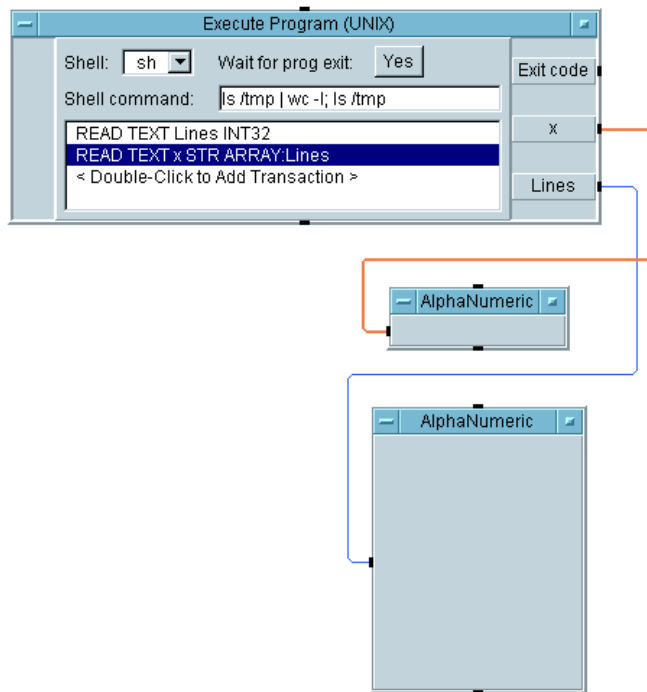 Execute Program (UNIX)
Shell: sh Wait for prog exit: Yes
Shell command: ls /tmp | wc -l; ls /tmp
READ TEXT Lines INT32
READ TEXT x STR ARRAY:Lines
< Double-Click to Add Transaction >
Exit code
x
Lines
AlphaNumeric
AlphaNumeric